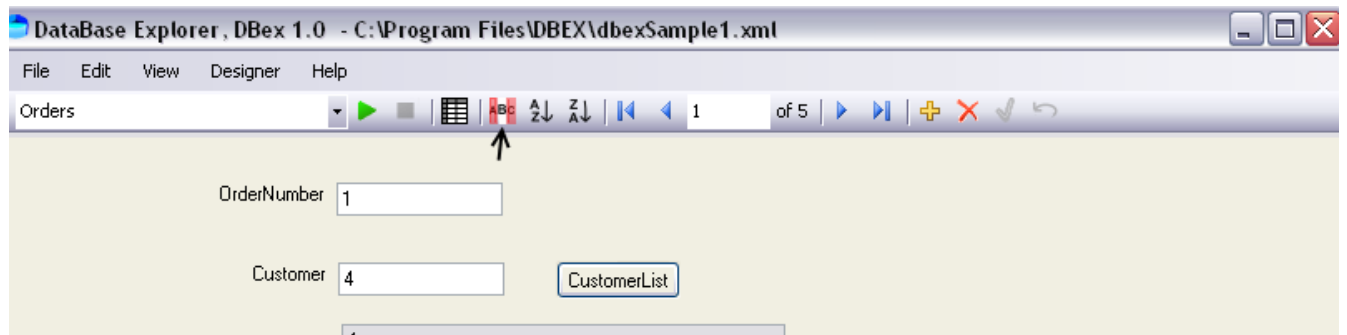 DataBase Explorer, DBex 1.0 - C:\Program Files\DBEX\dbexSample1.xml
File Edit View Designer Help
Orders ABC A Z Z A 1 of 5
OrderNumber 1
Customer 4 CustomerList